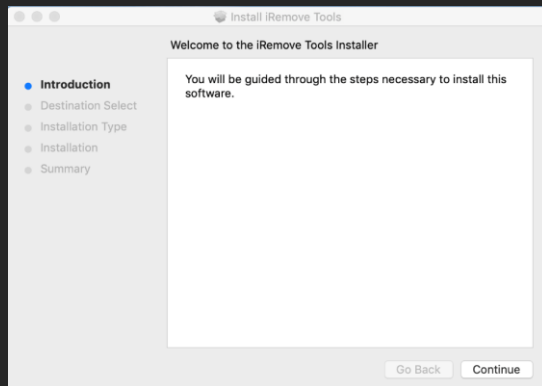 Install iRemove Tools
Welcome to the iRemove Tools Installer
Introduction
Destination Select
Installation Type
Installation
Summary
You will be guided through the steps necessary to install this
software.
Go Back
Continue